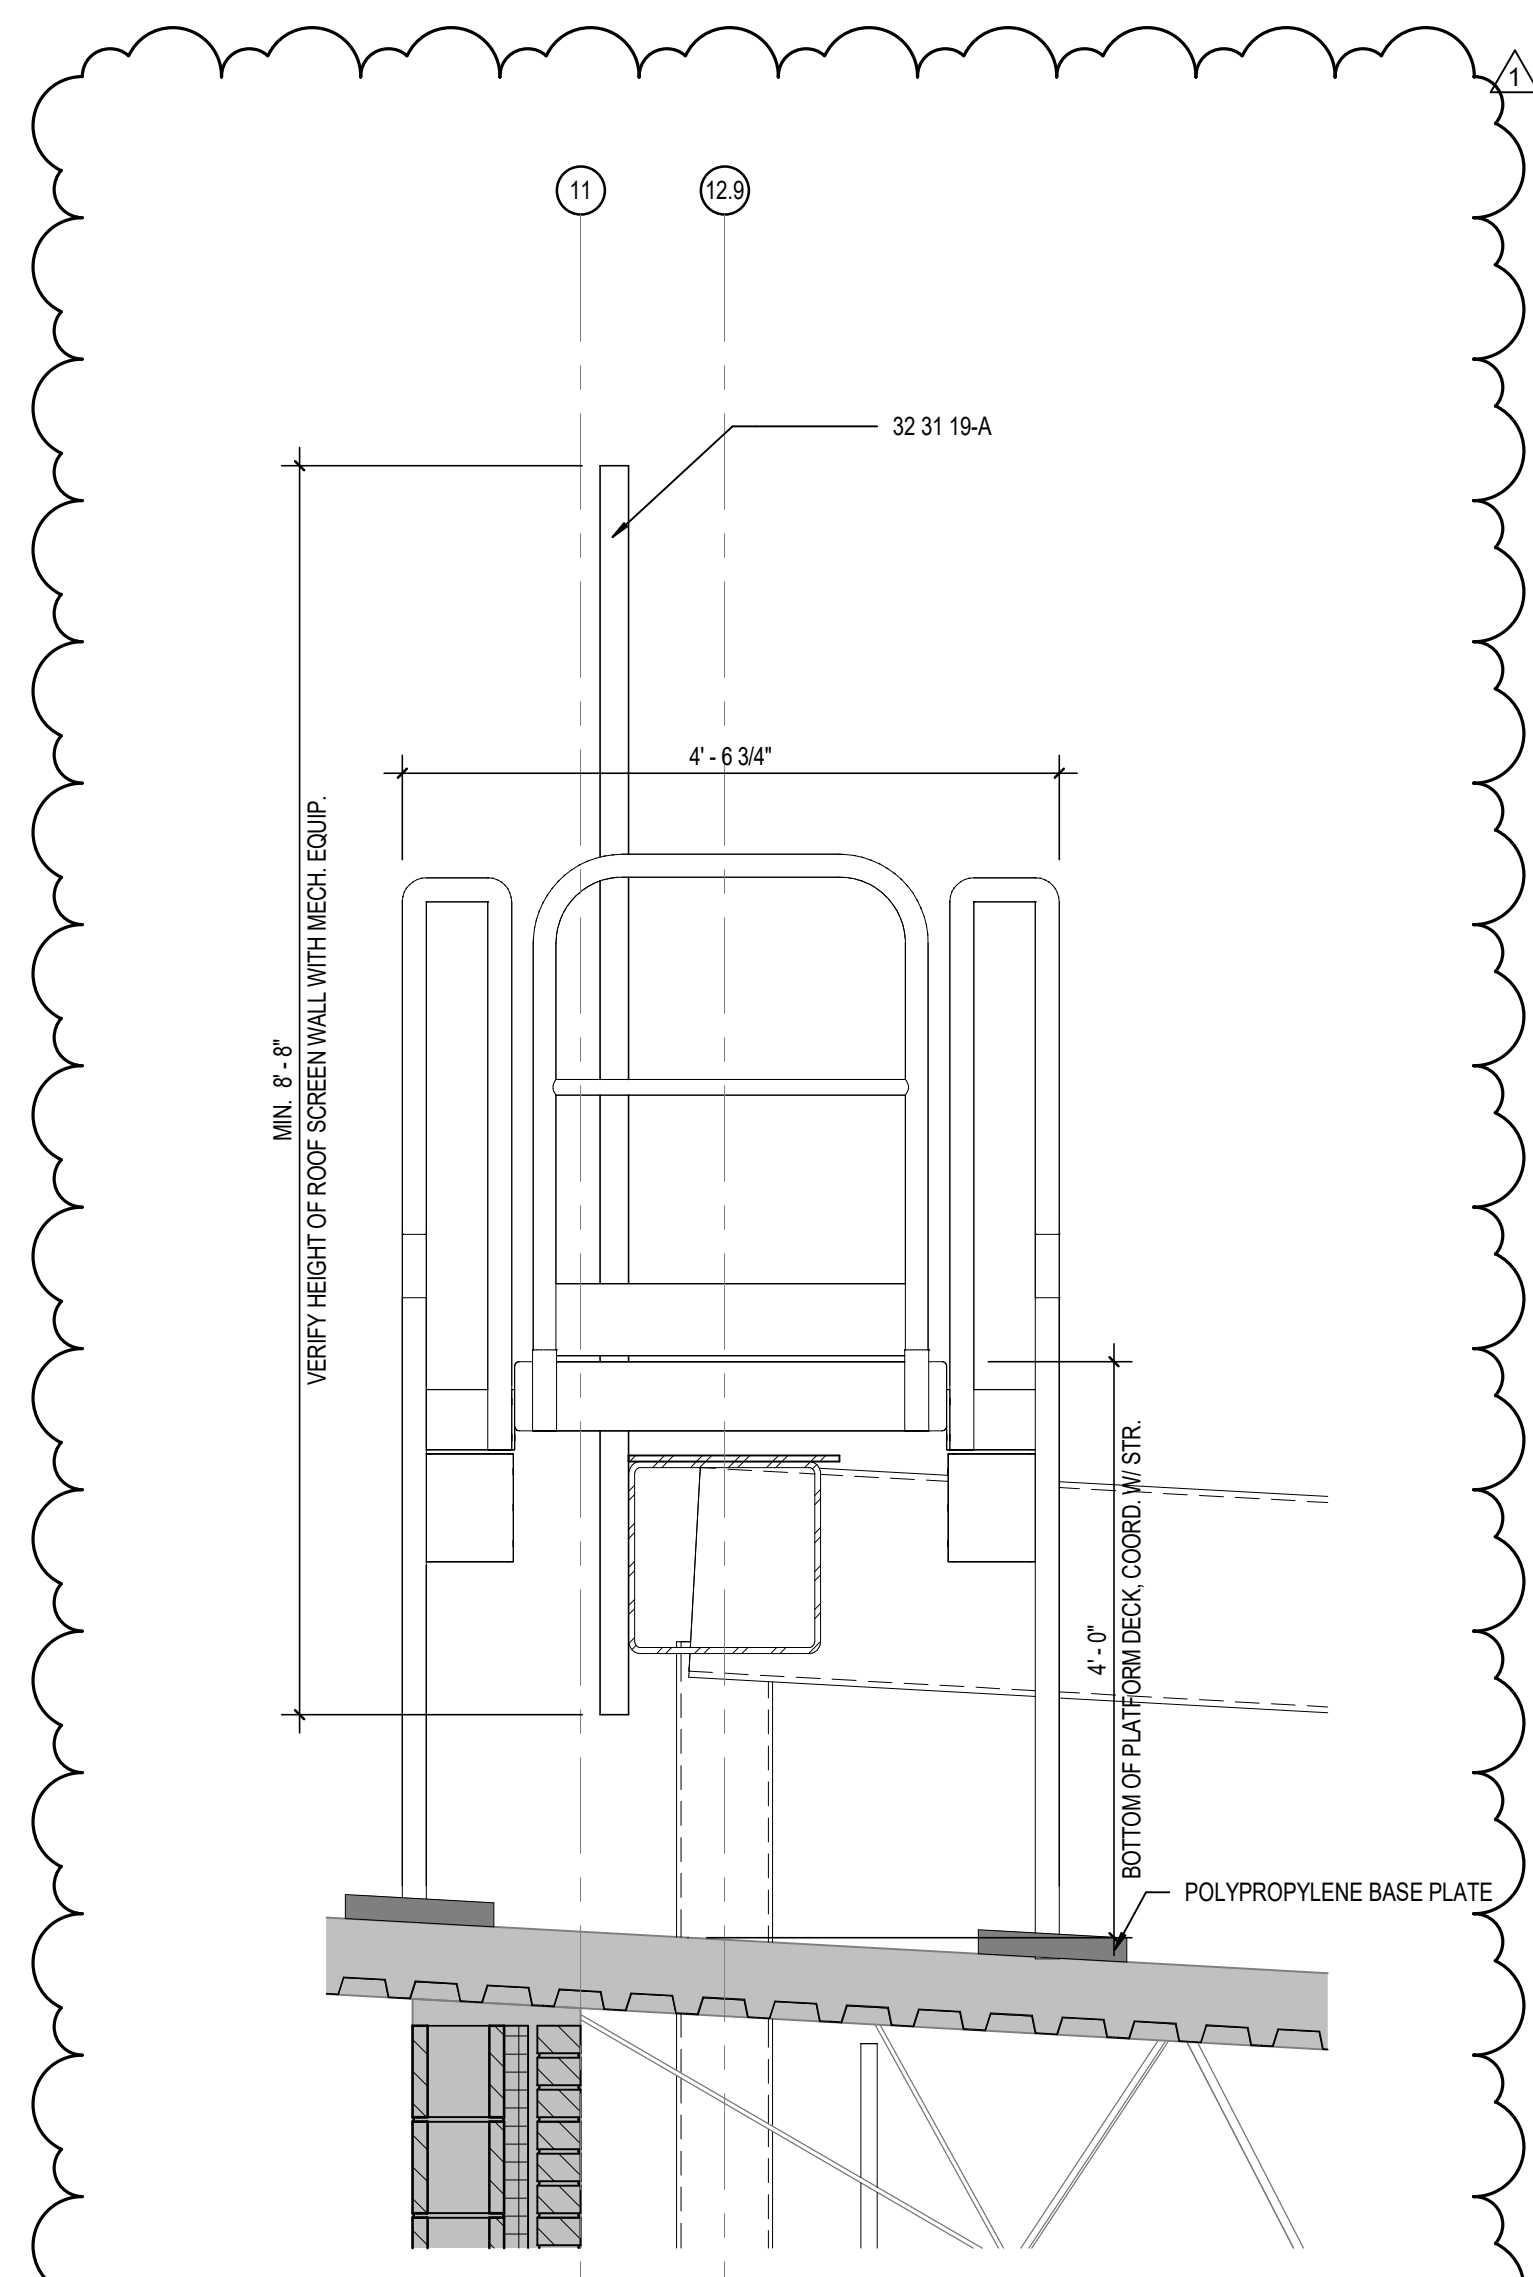 1
11
12.9
32 31 19-A
4' - 6 3/4"
MIN. 8' - 8"
VERIFY HEIGHT OF ROOF SCREEN WALL WITH MECH. EQUIP.
4' - 0"
BOTTOM OF PLATFORM DECK, COORD. W/ STR.
POLYPROPYLENE BASE PLATE